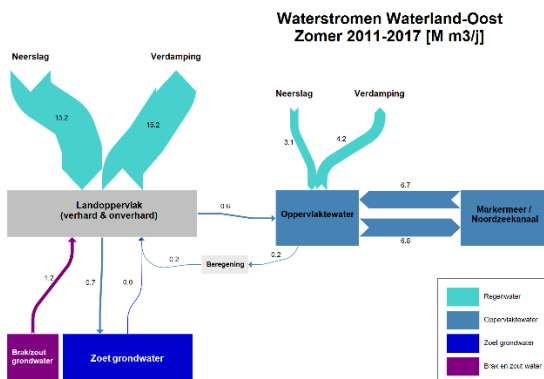 Waterstromen Waterland-Oost
Zomer 2011-2017 [M m3/j]
Neerslag
Verdamping
13.2
15.2
Neerslag
Verdamping
3.1
4.2
Landoppervlak
(verhard & onverhard)
0.6
Oppervlaktewater
6.7
6.6
Markermeer /
Noordzeekanaal
0.2
Beregening
0.2
1.2
0.7
0.0
Brak/zout
grondwater
Zoet grondwater
Regenwater
Oppervlaktewater
Zoet grondwater
Brak en zout water